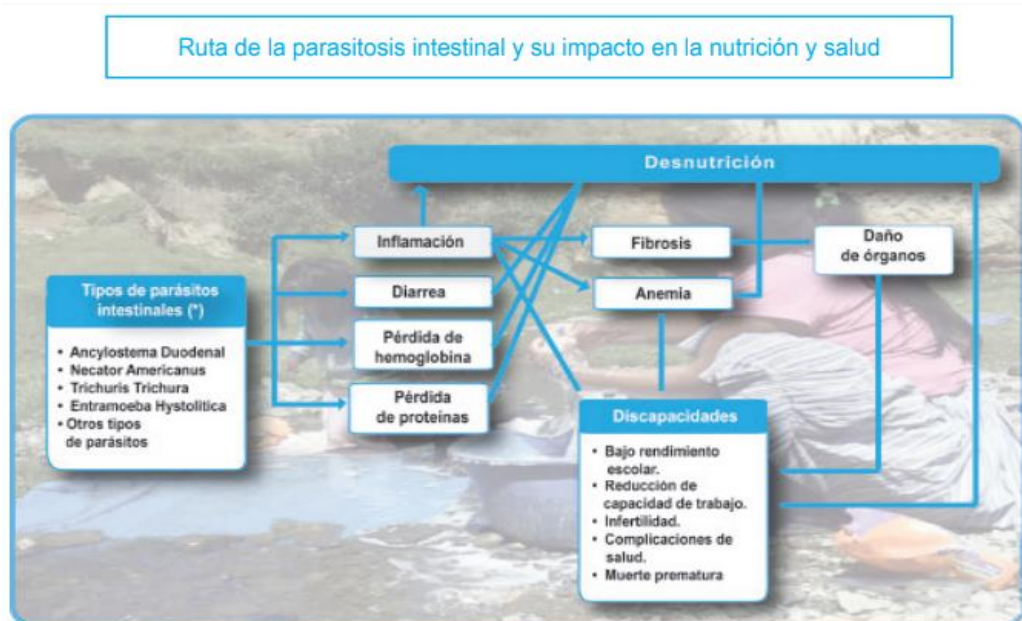 Ruta de la parasitosis intestinal y su impacto en la nutrición y salud
Desnutrición
Inflamación
Fibrosis
Daño
de órganos
Diarrea
Anemia
Tipos de parásitos
intestinales (*)
Pérdida de
hemoglobina
• Ancylostema Duodenal
• Necator Americanus
• Trichuris Trichura
• Entramoeba Hystolítica
• Otros tipos
de parásitos
Pérdida
de proteínas
Discapacidades
• Bajo rendimiento
escolar.
• Reducción de
capacidad de trabajo.
• Infertilidad.
• Complicaciones de
salud.
• Muerte prematura